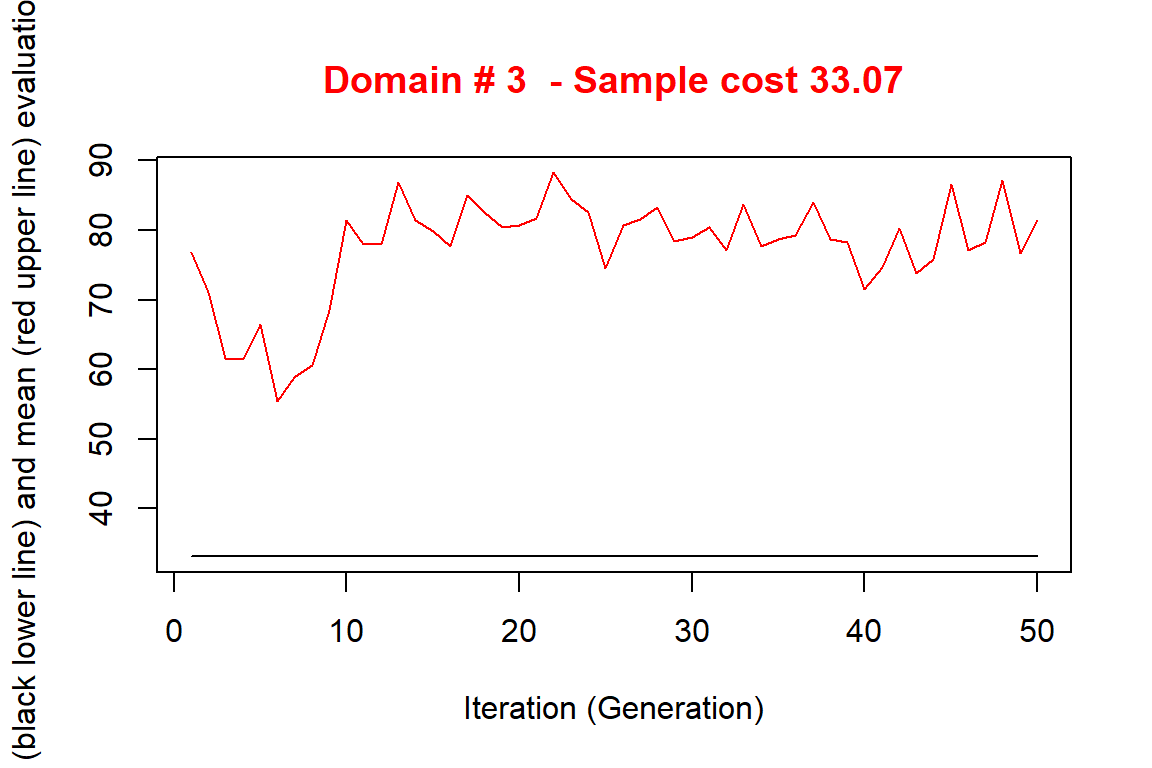 Domain # 3  - Sample cost 33.07
(black lower line) and mean (red upper line) evaluatio
90
80
70
60
50
40
0 10 20 30 40 50
Iteration (Generation)